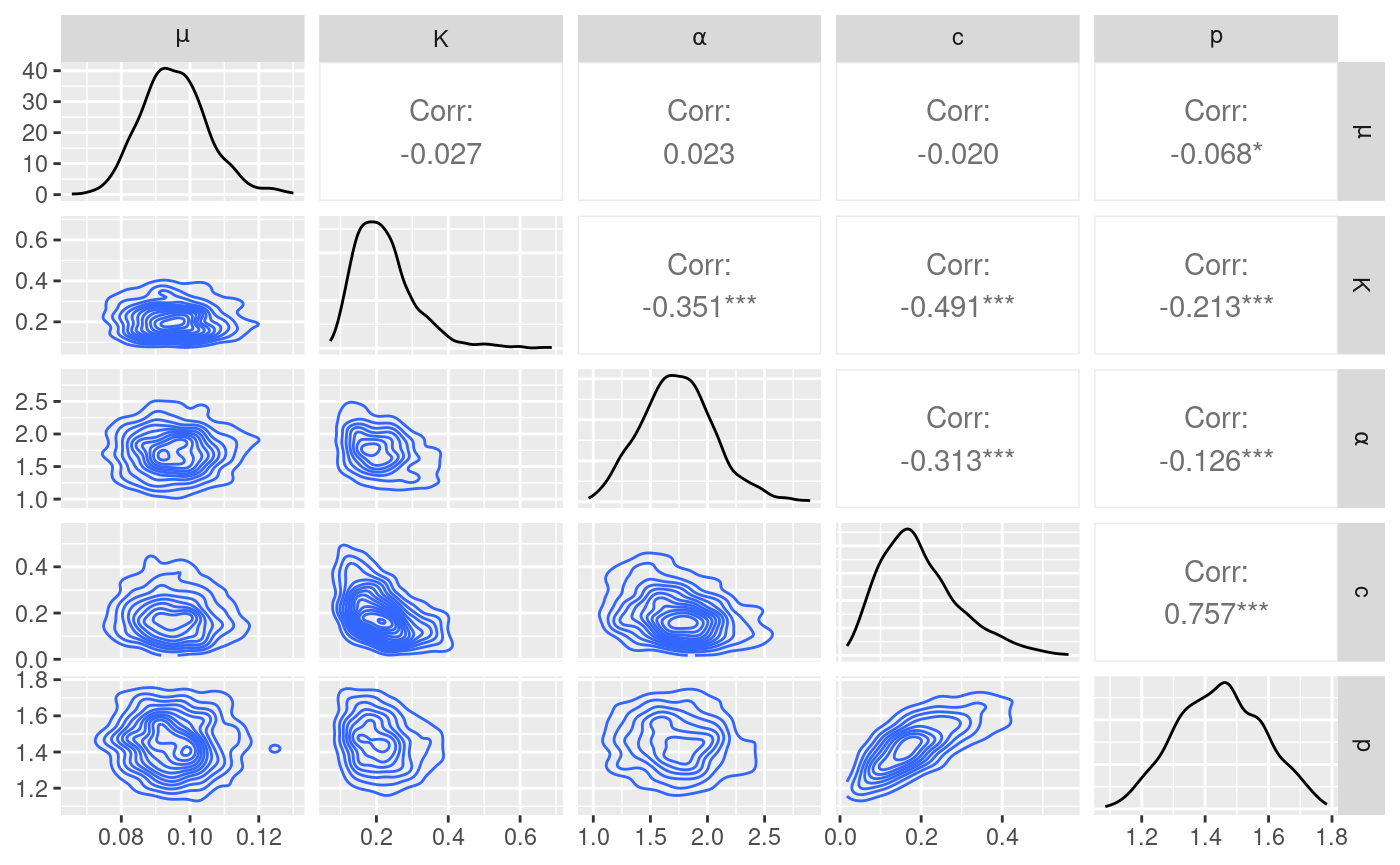 μ K α c p
40
30
20
10
0
Corr:
-0.027
Corr:
0.023
Corr:
-0.020
Corr:
-0.068*
μ
0.6
0.4
0.2
Corr:
-0.351***
Corr:
-0.491***
Corr:
-0.213***
K
2.5
2.0
1.5
1.0
Corr:
-0.313***
Corr:
-0.126***
α
0.4
0.2
0.0
Corr:
0.757***
c
1.8
1.6
1.4
1.2
p
0.08 0.10 0.12 0.2 0.4 0.6 1.0 1.5 2.0 2.5 0.0 0.2 0.4 1.2 1.4 1.6 1.8